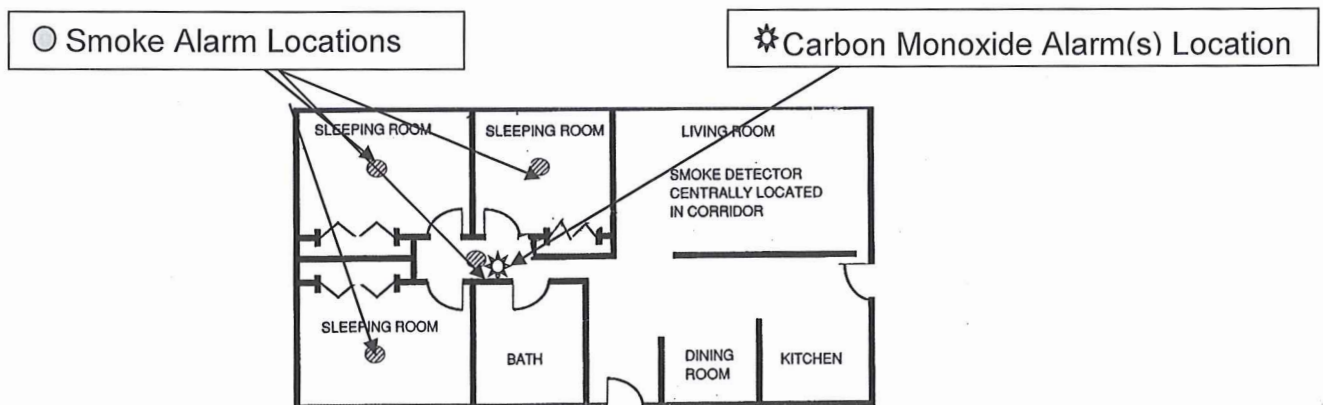 Smoke Alarm Locations
Carbon Monoxide Alarm(s) Location
SLEEPING ROOM
SLEEPING ROOM
LIVING ROOM
SMOKE DETECTOR
CENTRALLY LOCATED
IN CORRIDOR
SLEEPING ROOM
BATH
DINING
ROOM
KITCHEN